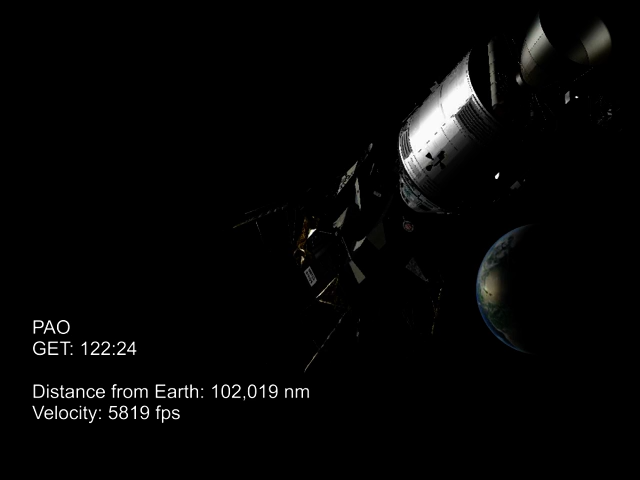 PAO
GET: 122:24
Distance from Earth: 102,019 nm
Velocity: 5819 fps